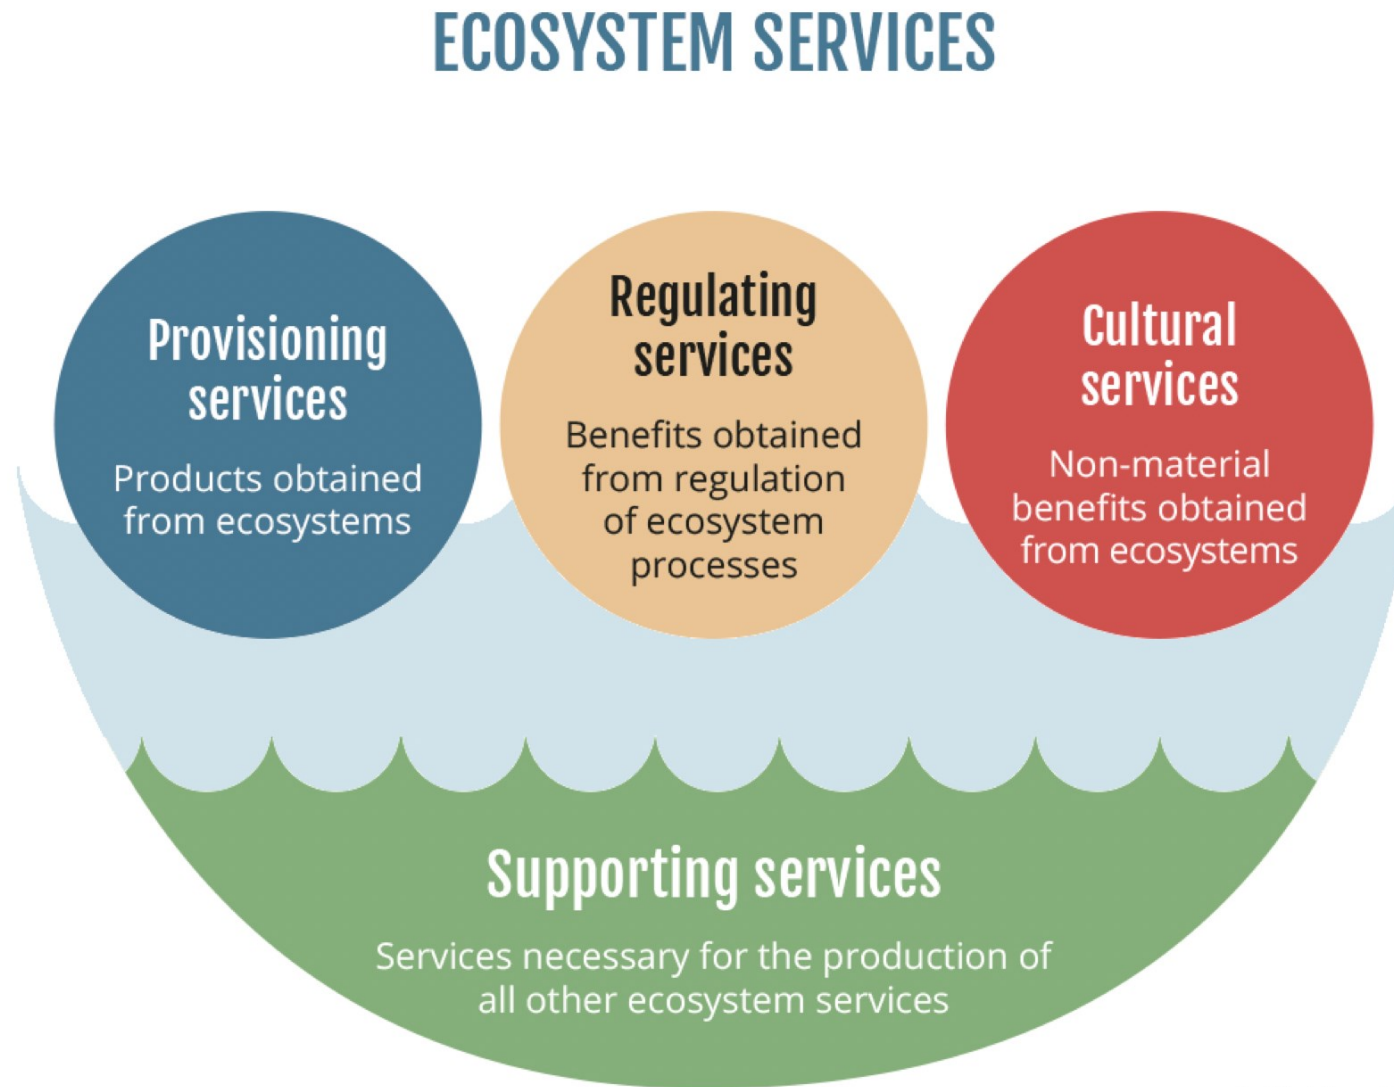 ECOSYSTEM SERVICES
Provisioning
services
Products obtained
from ecosystems
Regulating
services
Benefits obtained
from regulation
of ecosystem
processes
Cultural
services
Non-material
benefits obtained
from ecosystems
Supporting services
Services necessary for the production of
all other ecosystem services